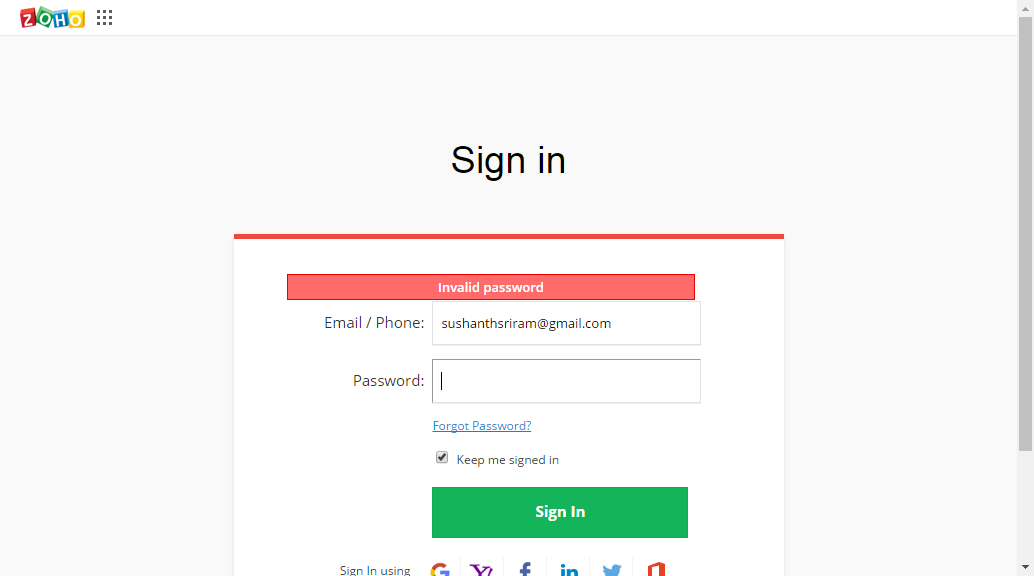 ZOHO
Sign in
Invalid password
Email / Phone: sushanthsriram@gmail.com
Password:
Forgot Password?
Keep me signed in
Sign In
Sign In using